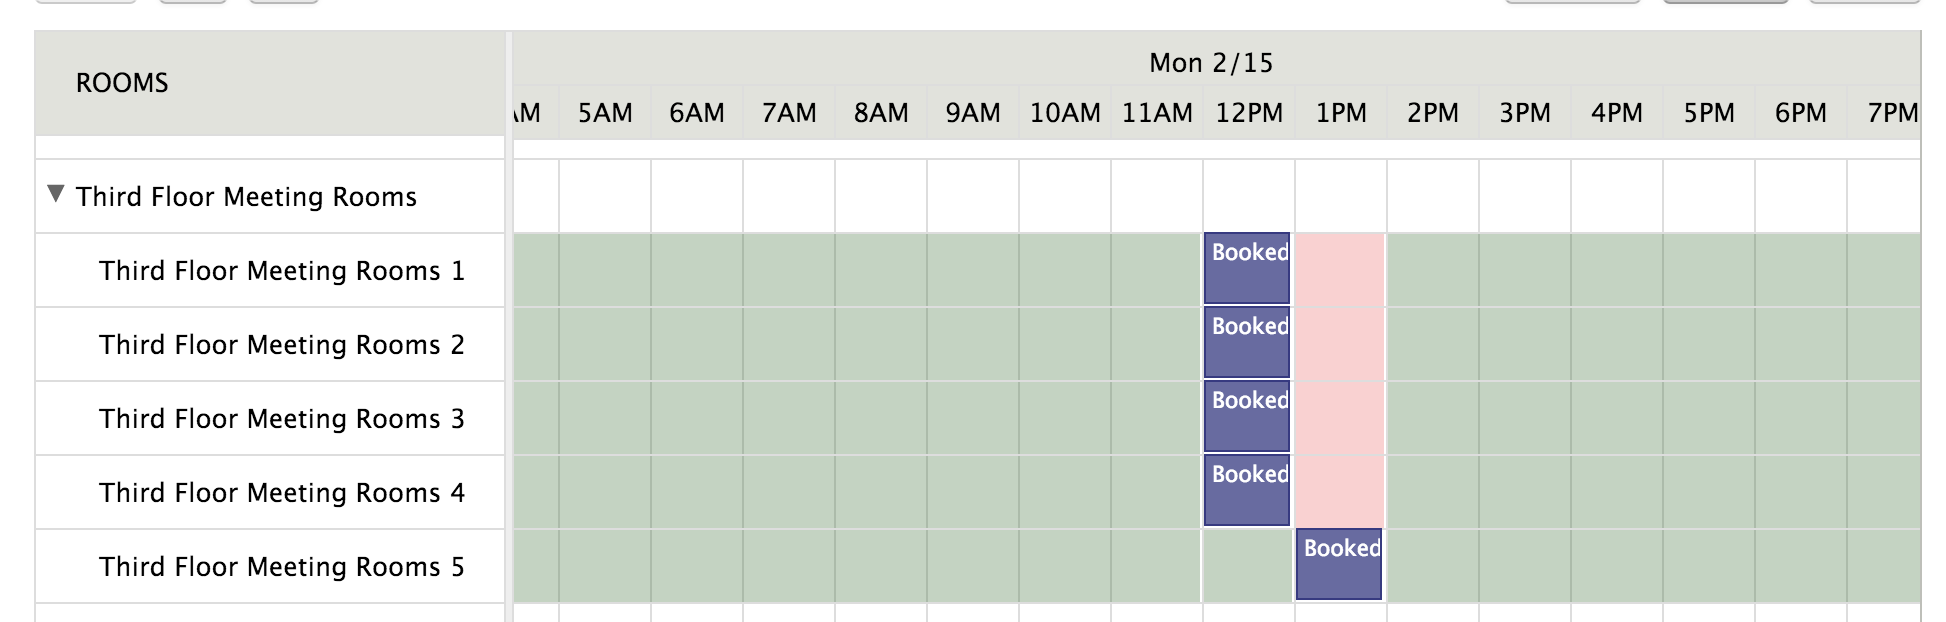 Mon 2/15
ROOMS
AM 5AM 6AM 7AM 8AM 9AM 10AM 11AM 12PM 1PM 2PM 3PM 4PM 5PM 6PM 7PM
Third Floor Meeting Rooms
Third Floor Meeting Rooms 1 Booked
Third Floor Meeting Rooms 2 Booked
Third Floor Meeting Rooms 3 Booked
Third Floor Meeting Rooms 4 Booked
Third Floor Meeting Rooms 5 Booked